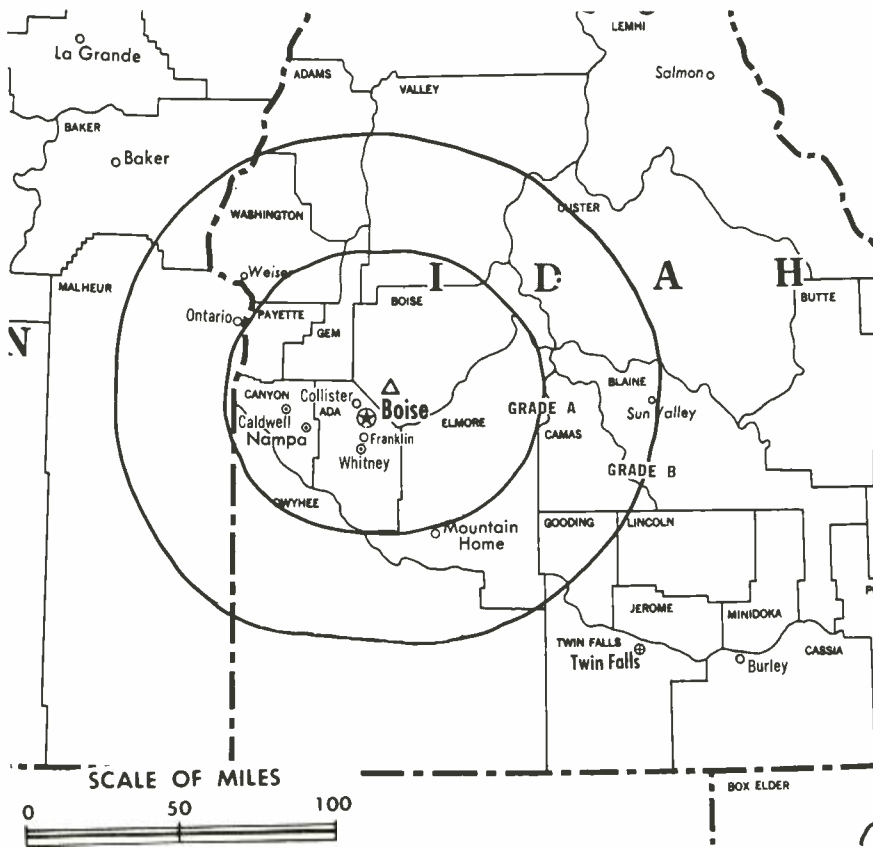 LEMHI
La Grande
ADAMS
Salmon
VALLEY
BAKER
Baker
CUSTER
WASHINGTON
I D A H
Weiser
MALHEUR
BOISE
BUTTE
Ontario
PAYETTE
N
GEM
BLAINE
CANYON
Collister
Boise
ADA
GRADE A
Sun Valley
Caldwell
ELMORE
Nampa
Franklin
CAMAS
Whitney
GRADE B
OWYHEE
Mountain
Home
GOODING
LINCOLN
JEROME
MINIDOKA
TWIN FALLS
CASSIA
Twin Falls
Burley
SCALE OF MILES
BOX ELDER
0 50 100